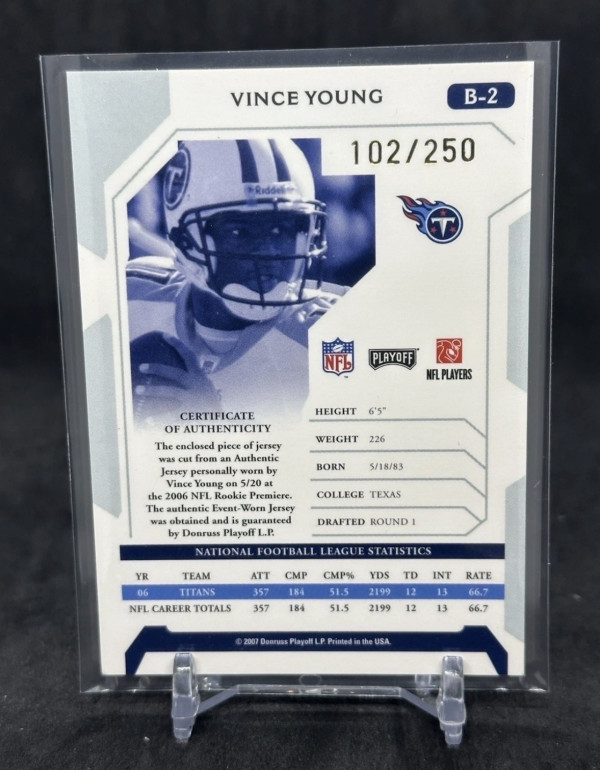 VINCE YOUNG
B-2
102/250
Riddell
T
T
NFL
PLAYOFF
NFL PLAYERS
CERTIFICATE
OF AUTHENTICITY
The enclosed piece of jersey
was cut from an Authentic
Jersey personally worn by
Vince Young on 5/20 at
the 2006 NFL Rookie Premiere.
The authentic Event-Worn Jersey
was obtained and is guaranteed
by Donruss Playoff L.P.
HEIGHT 6'5"
WEIGHT 226
BORN 5/18/83
COLLEGE TEXAS
DRAFTED ROUND 1
NATIONAL FOOTBALL LEAGUE STATISTICS
YR TEAM ATT CMP CMP% YDS TD INT RATE
06 TITANS 357 184 51.5 2199 12 13 66.7
NFL CAREER TOTALS 357 184 51.5 2199 12 13 66.7
© 2007 Donruss Playoff L.P. Printed in the USA.